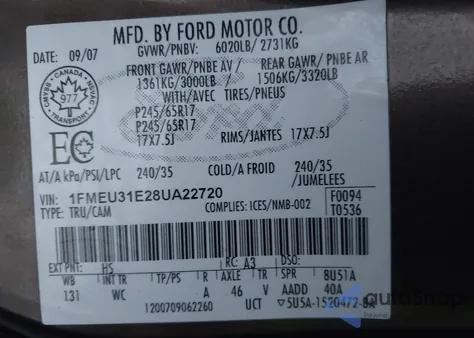 MFD. BY FORD MOTOR CO.
DATE: 09/07
GVWR/PNBV: 6020LB/ 2731KG
FRONT GAWR/PNBE AV/ REAR GAWR/ PNBE AR
1361KG/3000LB 1506KG/3320LB
WITH/AVEC TIRES/PNEUS
P245/65R17
P245/65R17 RIMS/JANTES 17X7.5J
17X7.5J
CANADA
977
TRANSPORT
EC
AT/A kPa/PSI/LPC 240/35 COLD/A FROID 240/35
/JUMELEES
VIN: 1FMEU31E28UA22720
TYPE: TRU/CAM COMPLIES: ICES/NMB-002
F0094
T0536
EXT PNT: HS RC: A3 DSO:
WB INT TR TP/PS R AXLE TR SPR 8U51A
131 WC A 46 V AADD 40A
1200709062260 UCT ▽5U5A-1520472-BA
autosnap